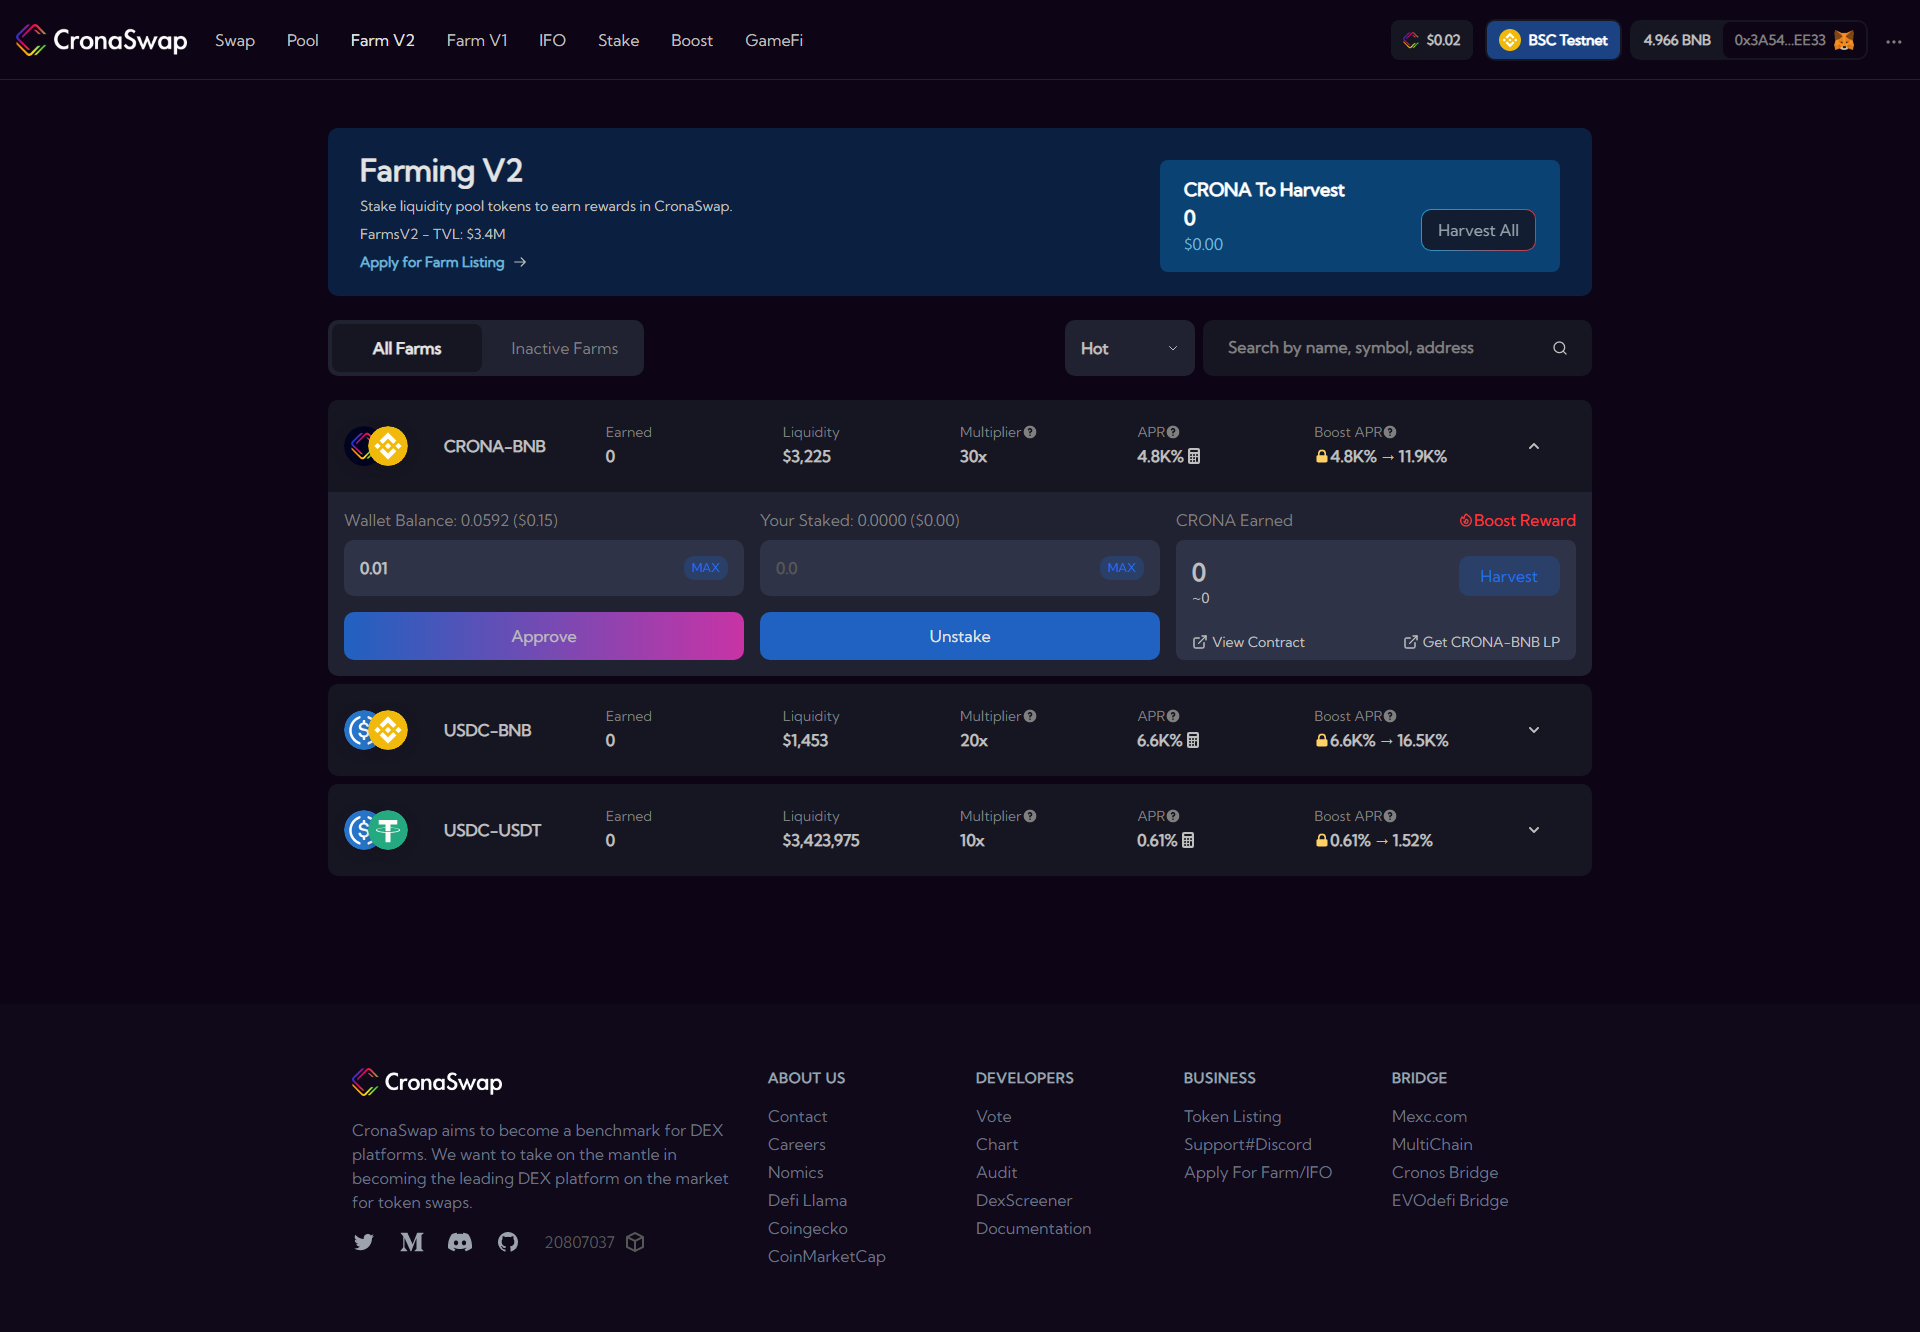 CronaSwap Swap Pool Farm V2 Farm V1 IFO Stake Boost GameFi $0.02 BSC Testnet 4.966 BNB 0x3A54...EE33
Farming V2
Stake liquidity pool tokens to earn rewards in CronaSwap.
FarmsV2 - TVL: $3.4M
Apply for Farm Listing →
CRONA To Harvest
0
$0.00
Harvest All
All Farms Inactive Farms
Hot
Search by name, symbol, address
CRONA-BNB
Earned Liquidity Multiplier APR Boost APR
0 $3,225 30x 4.8K% 4.8K% → 11.9K%
Wallet Balance: 0.0592 ($0.15)
0.01 MAX
Approve
Your Staked: 0.0000 ($0.00)
0.0 MAX
Unstake
CRONA Earned Boost Reward
0
~0
Harvest
View Contract Get CRONA-BNB LP
USDC-BNB
Earned Liquidity Multiplier APR Boost APR
0 $1,453 20x 6.6K% 6.6K% → 16.5K%
USDC-USDT
Earned Liquidity Multiplier APR Boost APR
0 $3,423,975 10x 0.61% 0.61% → 1.52%
CronaSwap
CronaSwap aims to become a benchmark for DEX
platforms. We want to take on the mantle in
becoming the leading DEX platform on the market
for token swaps.
20807037
ABOUT US
Contact
Careers
Nomics
Defi Llama
Coingecko
CoinMarketCap
DEVELOPERS
Vote
Chart
Audit
DexScreener
Documentation
BUSINESS
Token Listing
Support#Discord
Apply For Farm/IFO
BRIDGE
Mexc.com
MultiChain
Cronos Bridge
EVOdefi Bridge